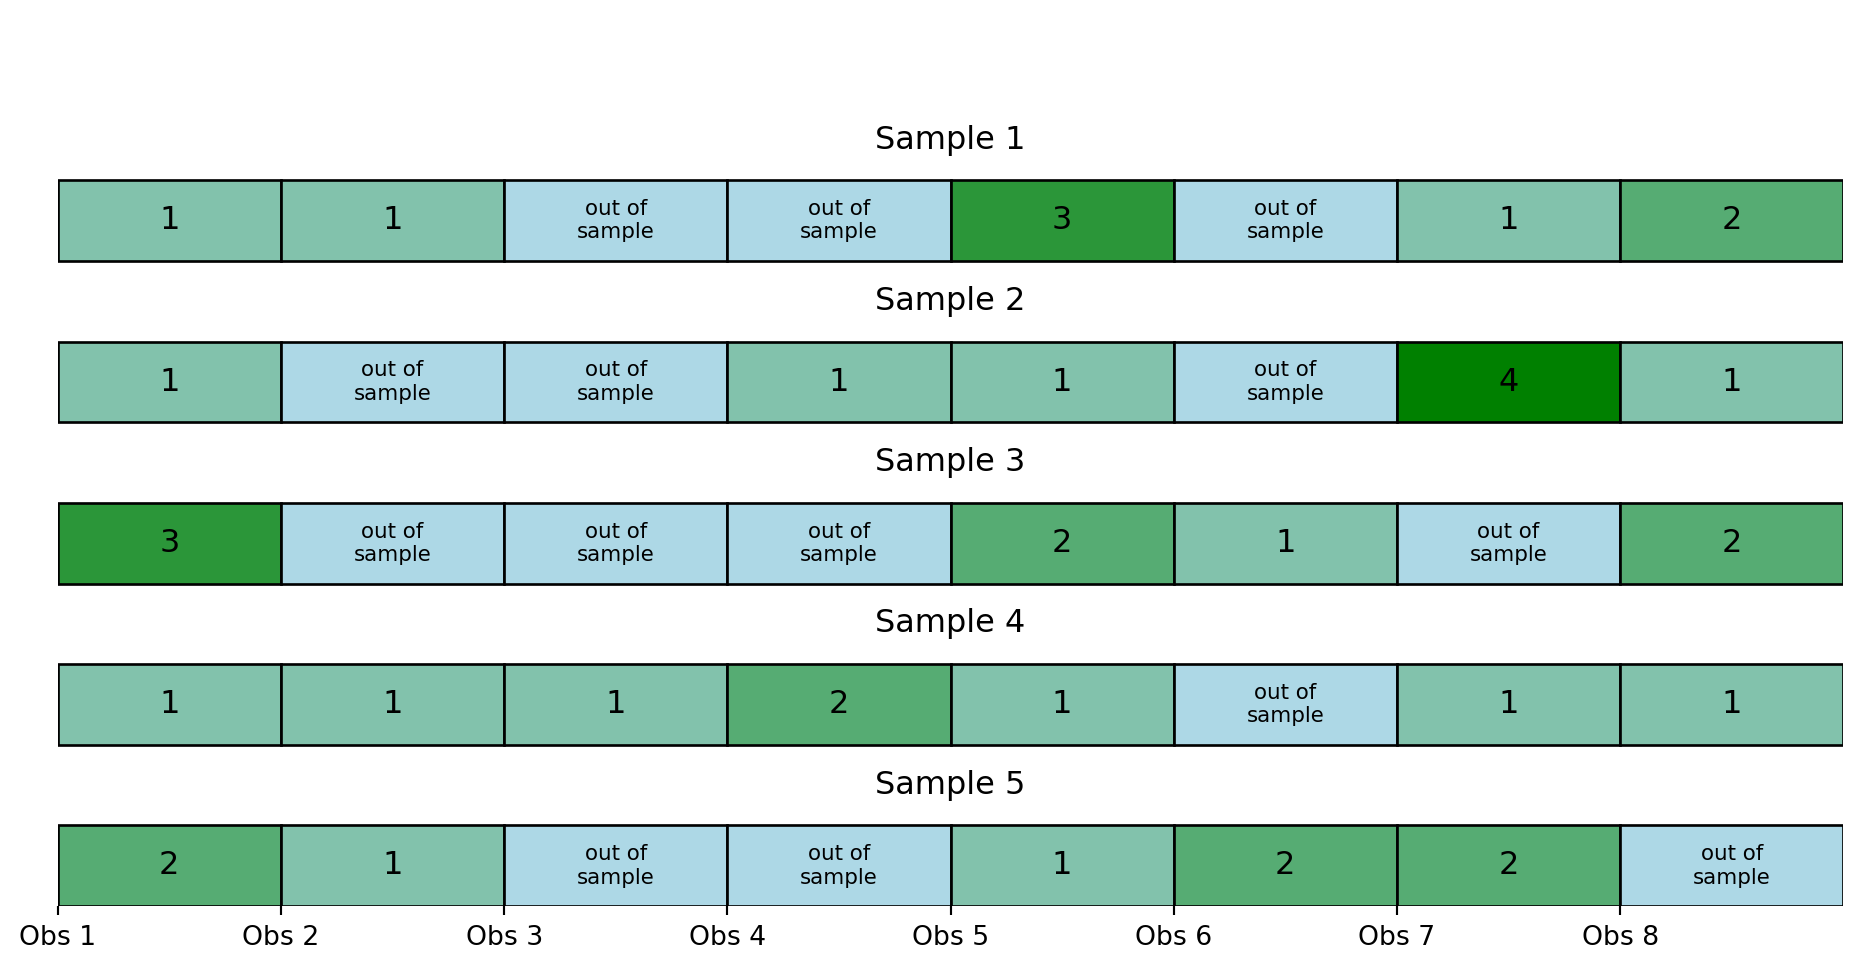 Sample 1
1 1 out of sample out of sample 3 out of sample 1 2
Sample 2
1 out of sample out of sample 1 1 out of sample 4 1
Sample 3
3 out of sample out of sample out of sample 2 1 out of sample 2
Sample 4
1 1 1 2 1 out of sample 1 1
Sample 5
2 1 out of sample out of sample 1 2 2 out of sample
Obs 1 Obs 2 Obs 3 Obs 4 Obs 5 Obs 6 Obs 7 Obs 8